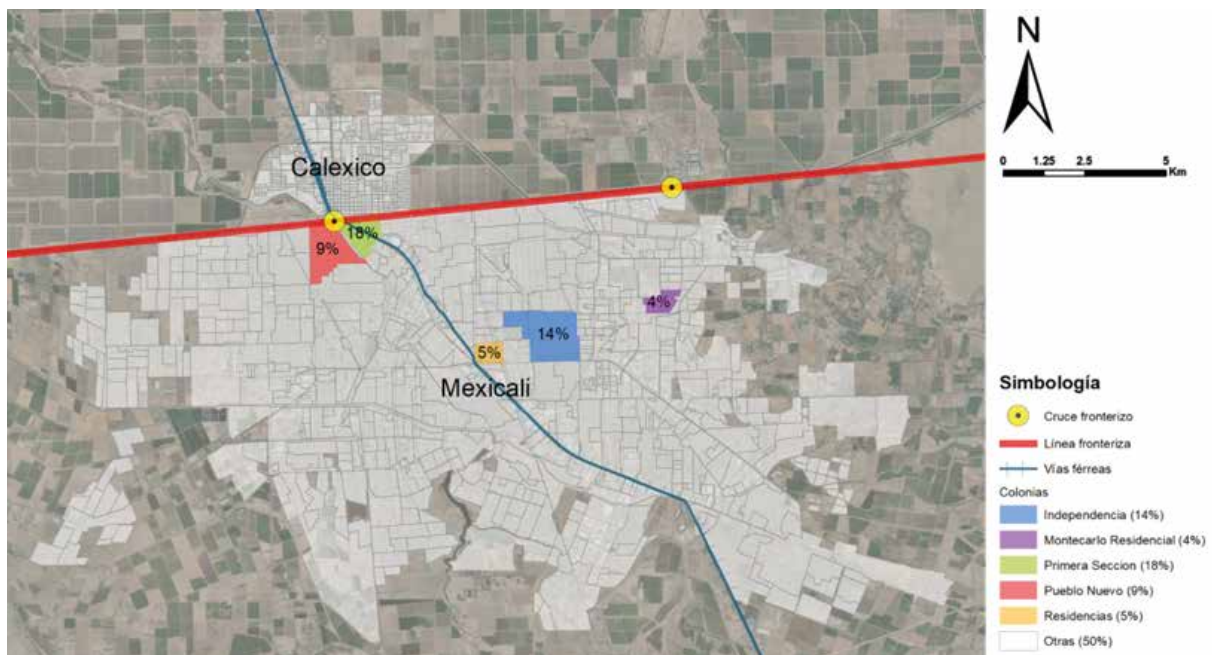 N
0 1.25 2.5 5
Km
Calexico
18%
9%
4%
14%
5%
Mexicali
Simbología
Cruce fronterizo
Línea fronteriza
Vías férreas
Colonias
Independencia (14%)
Montecarlo Residencial (4%)
Primera Seccion (18%)
Pueblo Nuevo (9%)
Residencias (5%)
Otras (50%)